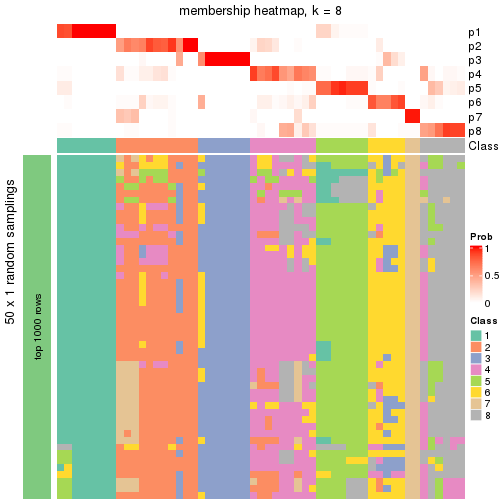 membership heatmap, k = 8
p1
p2
p3
p4
p5
p6
p7
p8
Class
50 x 1 random samplings
top 1000 rows
Prob
1
0.5
0
Class
1
2
3
4
5
6
7
8